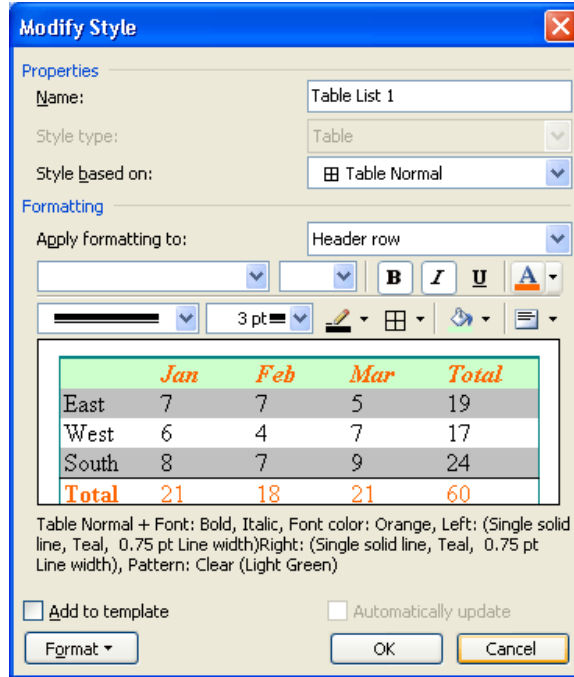 Modify Style
Properties
Name:
Table List 1
Style type:
Table
Style based on:
Table Normal
Formatting
Apply formatting to:
Header row
B I U A
3 pt
Jan Feb Mar Total
East 7 7 5 19
West 6 4 7 17
South 8 7 9 24
Total 21 18 21 60
Table Normal + Font: Bold, Italic, Font color: Orange, Left: (Single solid
line, Teal,  0.75 pt Line width)Right: (Single solid line, Teal,  0.75 pt
Line width), Pattern: Clear (Light Green)
Add to template
Automatically update
Format
OK
Cancel